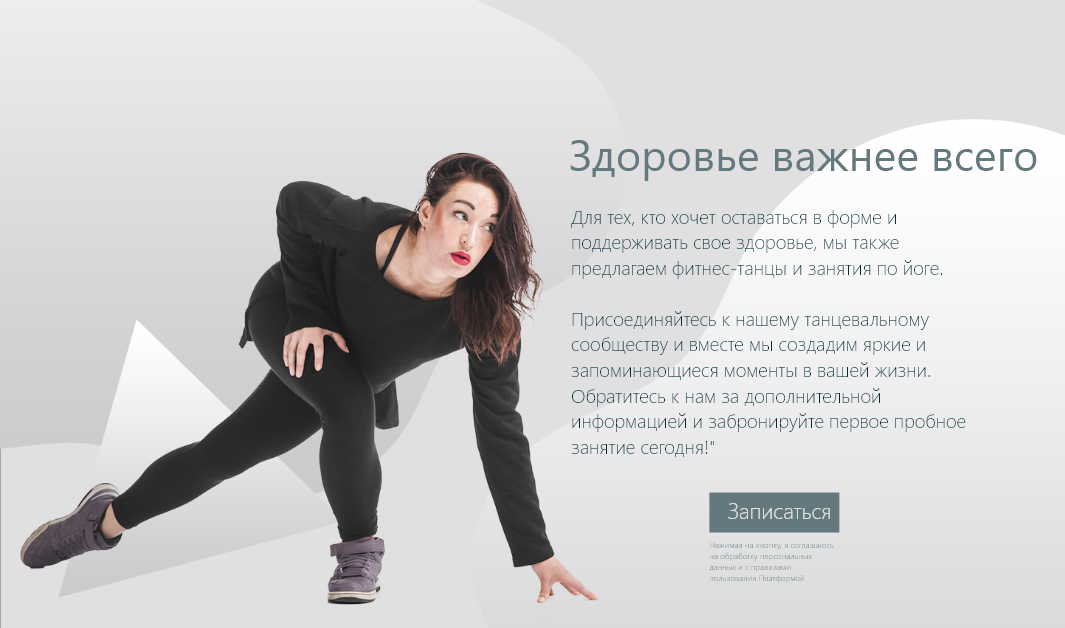 Здоровье важнее всего
Для тех, кто хочет оставаться в форме и
поддерживать свое здоровье, мы также
предлагаем фитнес-танцы и занятия по йоге.
Присоединяйтесь к нашему танцевальному
сообществу и вместе мы создадим яркие и
запоминающиеся моменты в вашей жизни.
Обратитесь к нам за дополнительной
информацией и забронируйте первое пробное
занятие сегодня!"
Записаться
Нажимая на кнопку, я соглашаюсь
на обработку персональных
данных и с правилами
пользования Платформой